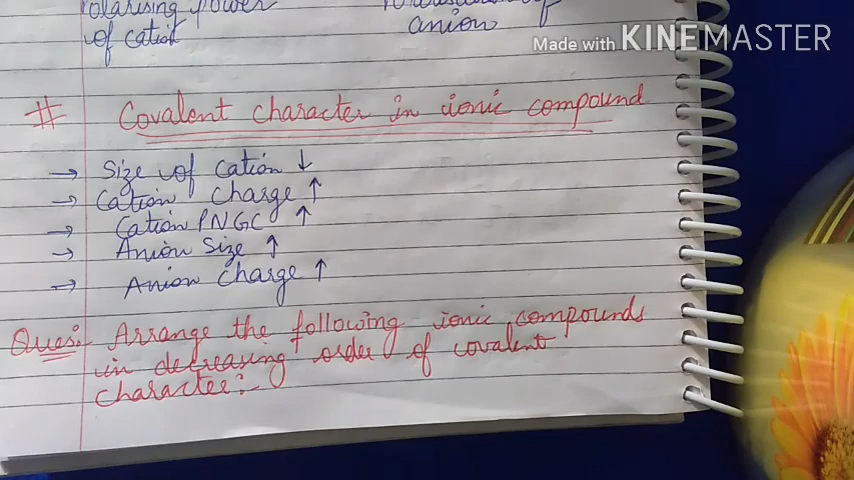 Polarising power
of cation
anion
Made with KINEMASTER
# Covalent character in ionic compound
→ Size of cation ↓
→ Cation charge ↑
→ Cation PNGC ↑
→ Anion size ↑
→ Anion charge ↑
Ques:- Arrange the following ionic compounds
in decreasing order of covalent
character:-